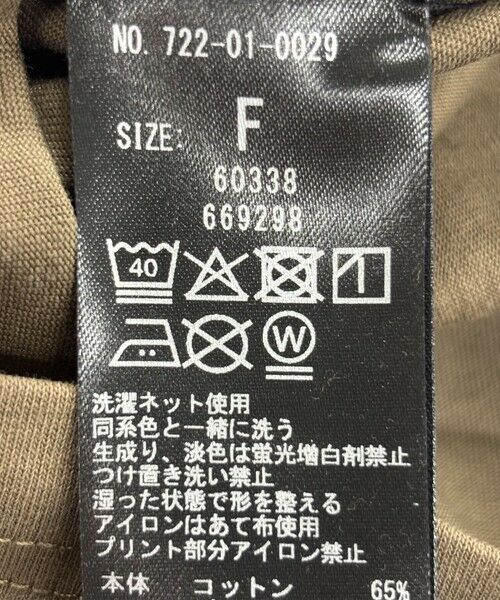 NO. 722-01-0029
SIZE: F
60338
669298
40
W
洗濯ネット使用
同系色と一緒に洗う
生成り、淡色は蛍光増白剤禁止
つけ置き洗い禁止
湿った状態で形を整える
アイロンはあて布使用
プリント部分アイロン禁止
本体 コットン 65%